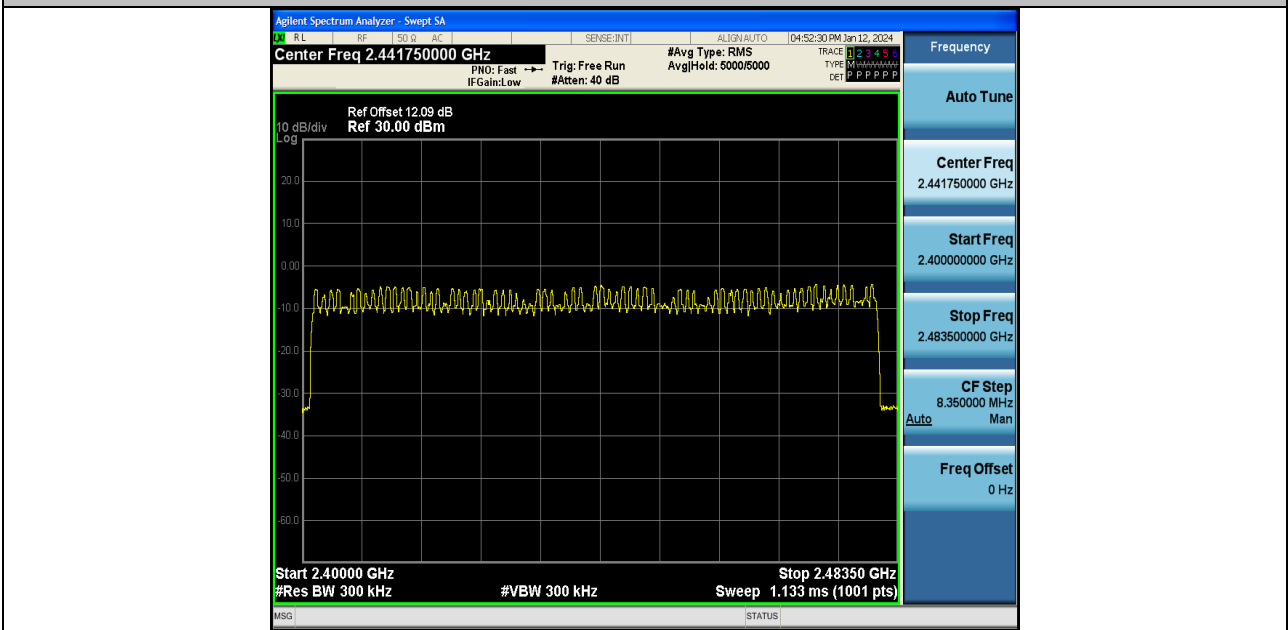 Agilent Spectrum Analyzer - Swept SA
RL RF 50 Ω AC SENSE:INT ALIGN AUTO 04:52:30 PM Jan 12, 2024
Center Freq 2.441750000 GHz
PNO: Fast
IFGain:Low
Trig: Free Run
#Atten: 40 dB
#Avg Type: RMS
Avg|Hold: 5000/5000
TRACE 1 2 3 4 5 6
TYPE M
DET P P P P P P
Ref Offset 12.09 dB
10 dB/div Ref 30.00 dBm
Log
20.0
10.0
0.00
-10.0
-20.0
-30.0
-40.0
-50.0
-60.0
Start 2.40000 GHz Stop 2.48350 GHz
#Res BW 300 kHz #VBW 300 kHz Sweep 1.133 ms (1001 pts)
MSG STATUS
Frequency
Auto Tune
Center Freq
2.441750000 GHz
Start Freq
2.400000000 GHz
Stop Freq
2.483500000 GHz
CF Step
8.350000 MHz
Auto Man
Freq Offset
0 Hz